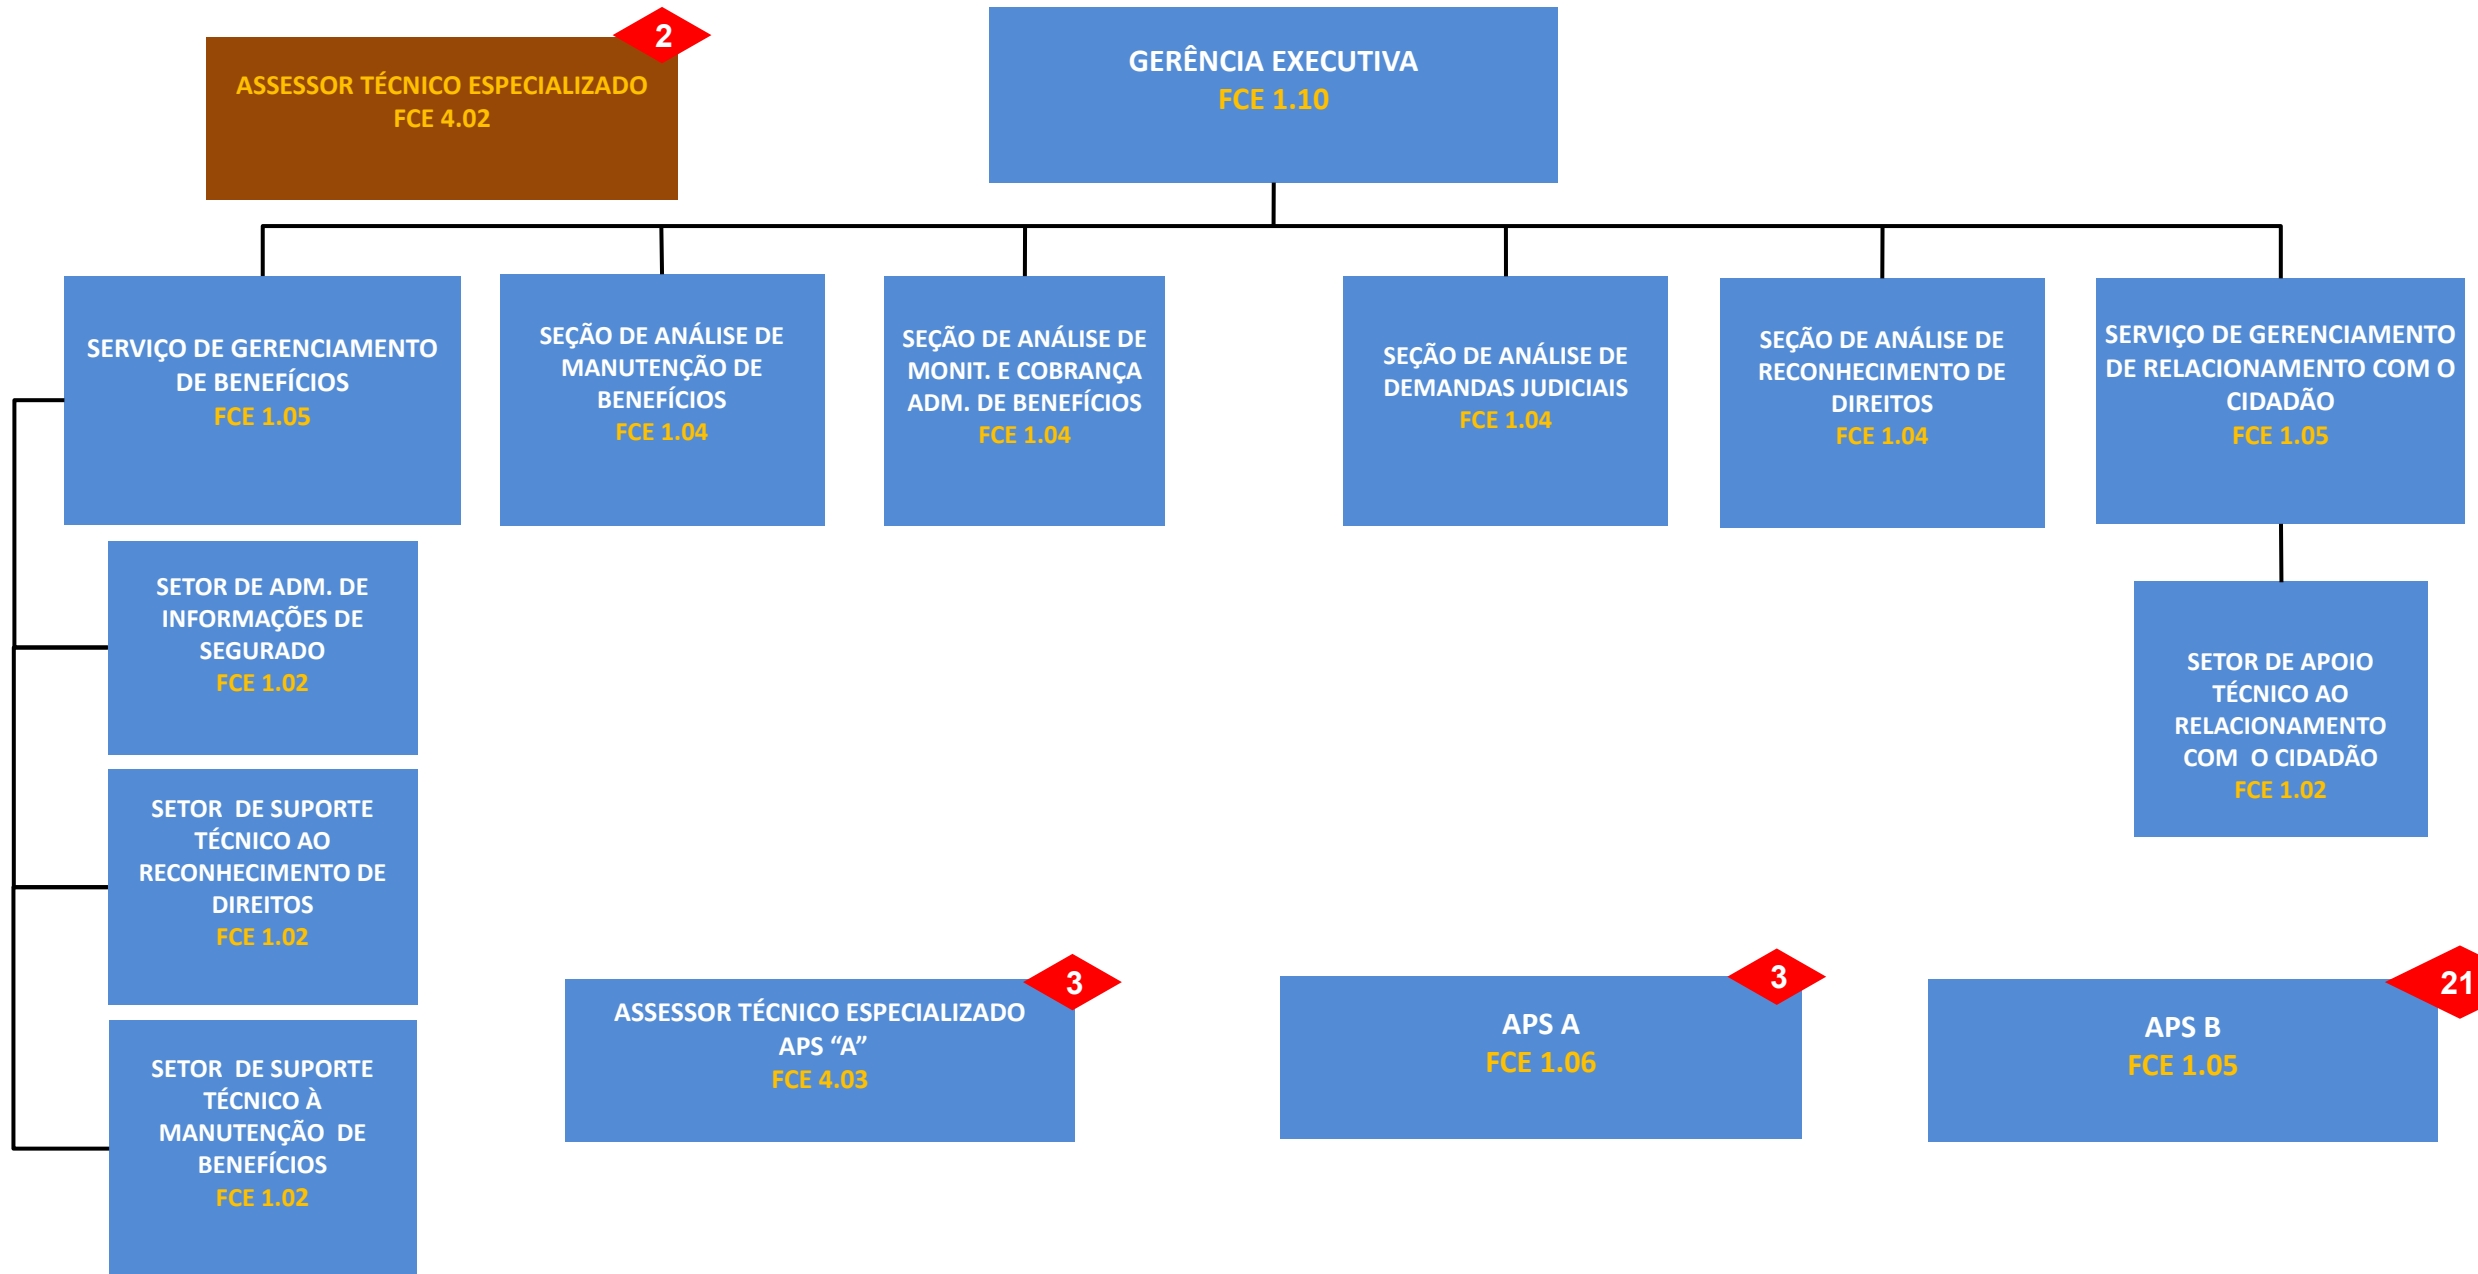 2
ASSESSOR TÉCNICO ESPECIALIZADO
FCE 4.02
GERÊNCIA EXECUTIVA
FCE 1.10
SERVIÇO DE GERENCIAMENTO
DE BENEFÍCIOS
FCE 1.05
SEÇÃO DE ANÁLISE DE
MANUTENÇÃO DE
BENEFÍCIOS
FCE 1.04
SEÇÃO DE ANÁLISE DE
MONIT. E COBRANÇA
ADM. DE BENEFÍCIOS
FCE 1.04
SEÇÃO DE ANÁLISE DE
DEMANDAS JUDICIAIS
FCE 1.04
SEÇÃO DE ANÁLISE DE
RECONHECIMENTO DE
DIREITOS
FCE 1.04
SERVIÇO DE GERENCIAMENTO
DE RELACIONAMENTO COM O
CIDADÃO
FCE 1.05
SETOR DE ADM. DE
INFORMAÇÕES DE
SEGURADO
FCE 1.02
SETOR DE SUPORTE
TÉCNICO AO
RECONHECIMENTO DE
DIREITOS
FCE 1.02
SETOR DE SUPORTE
TÉCNICO À
MANUTENÇÃO DE
BENEFÍCIOS
FCE 1.02
SETOR DE APOIO
TÉCNICO AO
RELACIONAMENTO
COM O CIDADÃO
FCE 1.02
3
ASSESSOR TÉCNICO ESPECIALIZADO
APS “A”
FCE 4.03
3
APS A
FCE 1.06
21
APS B
FCE 1.05